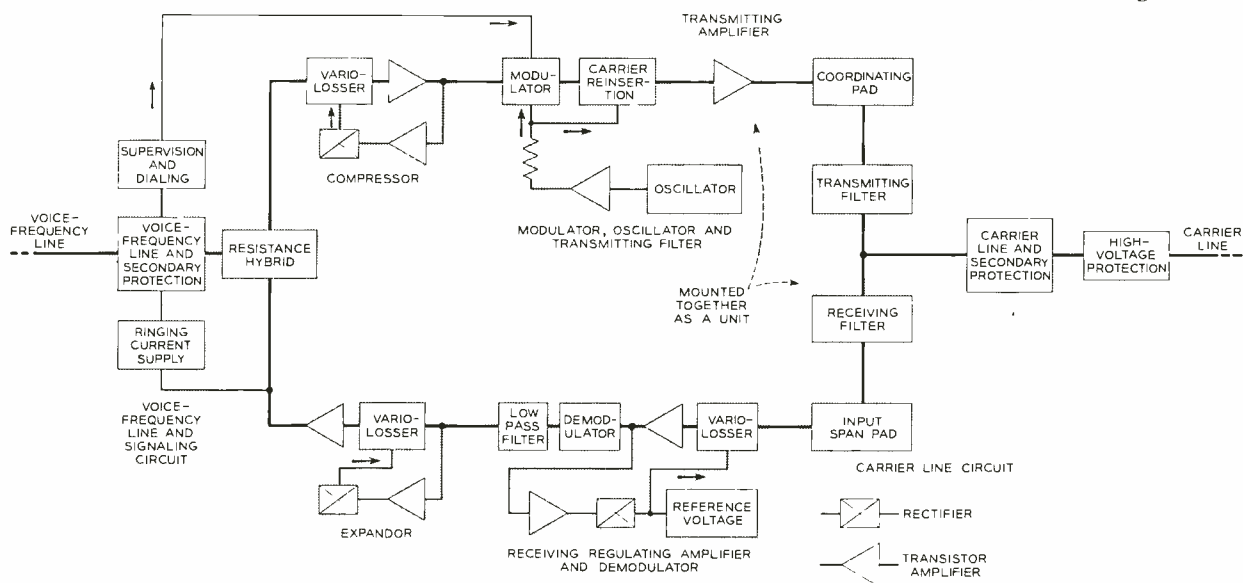 TRANSMITTING
AMPLIFIER
VARIO-
LOSSER
MODU-
LATOR
CARRIER
REINSER-
TION
COORDINATING
PAD
COMPRESSOR
SUPERVISION
AND
DIALING
OSCILLATOR
TRANSMITTING
FILTER
MODULATOR, OSCILLATOR AND
TRANSMITTING FILTER
VOICE-
FREQUENCY
LINE
VOICE-
FREQUENCY
LINE AND
SECONDARY
PROTECTION
RESISTANCE
HYBRID
CARRIER
LINE AND
SECONDARY
PROTECTION
HIGH-
VOLTAGE
PROTECTION
CARRIER
LINE
MOUNTED
TOGETHER
AS A UNIT
RECEIVING
FILTER
RINGING
CURRENT
SUPPLY
VOICE-
FREQUENCY
LINE AND
SIGNALING
CIRCUIT
VARIO-
LOSSER
LOW
PASS
FILTER
DEMOD-
ULATOR
VARIO-
LOSSER
INPUT
SPAN PAD
CARRIER LINE CIRCUIT
EXPANDOR
REFERENCE
VOLTAGE
RECEIVING REGULATING AMPLIFIER
AND DEMODULATOR
RECTIFIER
TRANSISTOR
AMPLIFIER